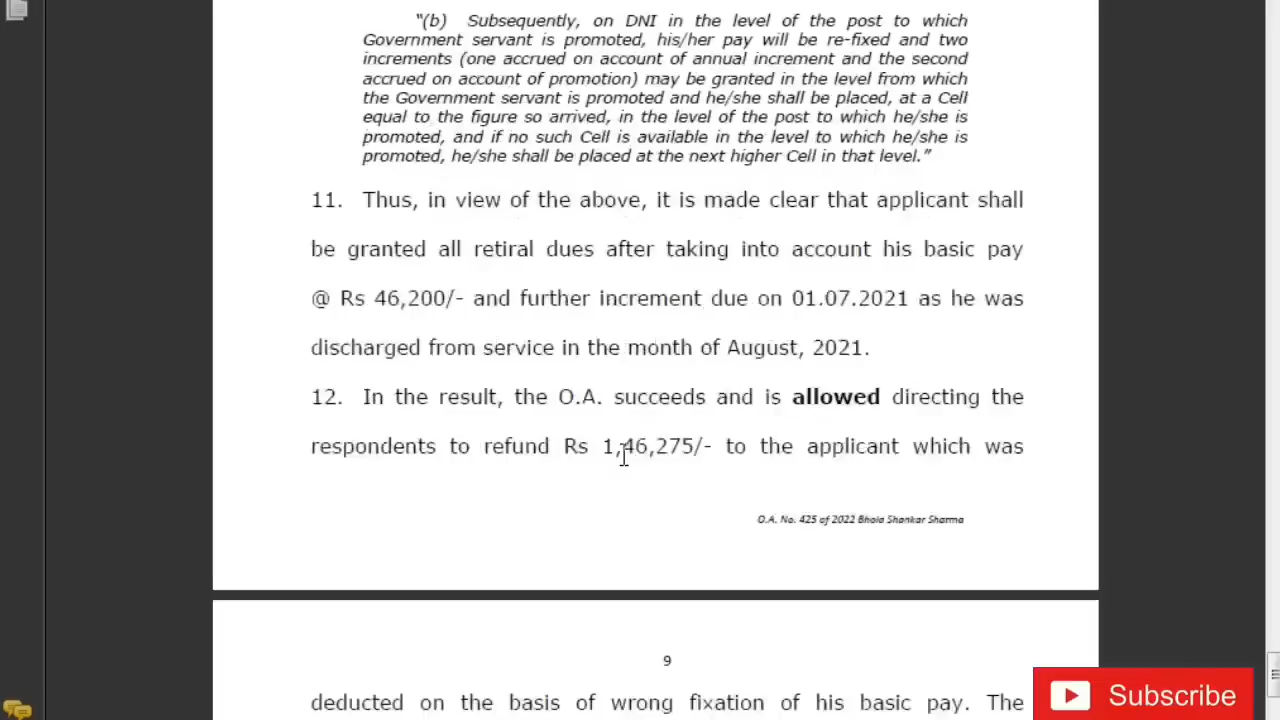 "(b) Subsequently, on DNI in the level of the post to which
Government servant is promoted, his/her pay will be re-fixed and two
increments (one accrued on account of annual increment and the second
accrued on account of promotion) may be granted in the level from which
the Government servant is promoted and he/she shall be placed, at a Cell
equal to the figure so arrived, in the level of the post to which he/she is
promoted, and if no such Cell is available in the level to which he/she is
promoted, he/she shall be placed at the next higher Cell in that level."
11. Thus, in view of the above, it is made clear that applicant shall
be granted all retiral dues after taking into account his basic pay
@ Rs 46,200/- and further increment due on 01.07.2021 as he was
discharged from service in the month of August, 2021.
12. In the result, the O.A. succeeds and is allowed directing the
respondents to refund Rs 1,46,275/- to the applicant which was
O.A. No. 425 of 2022 Bhola Shankar Sharma
9
deducted on the basis of wrong fixation of his basic pay. The
Subscribe